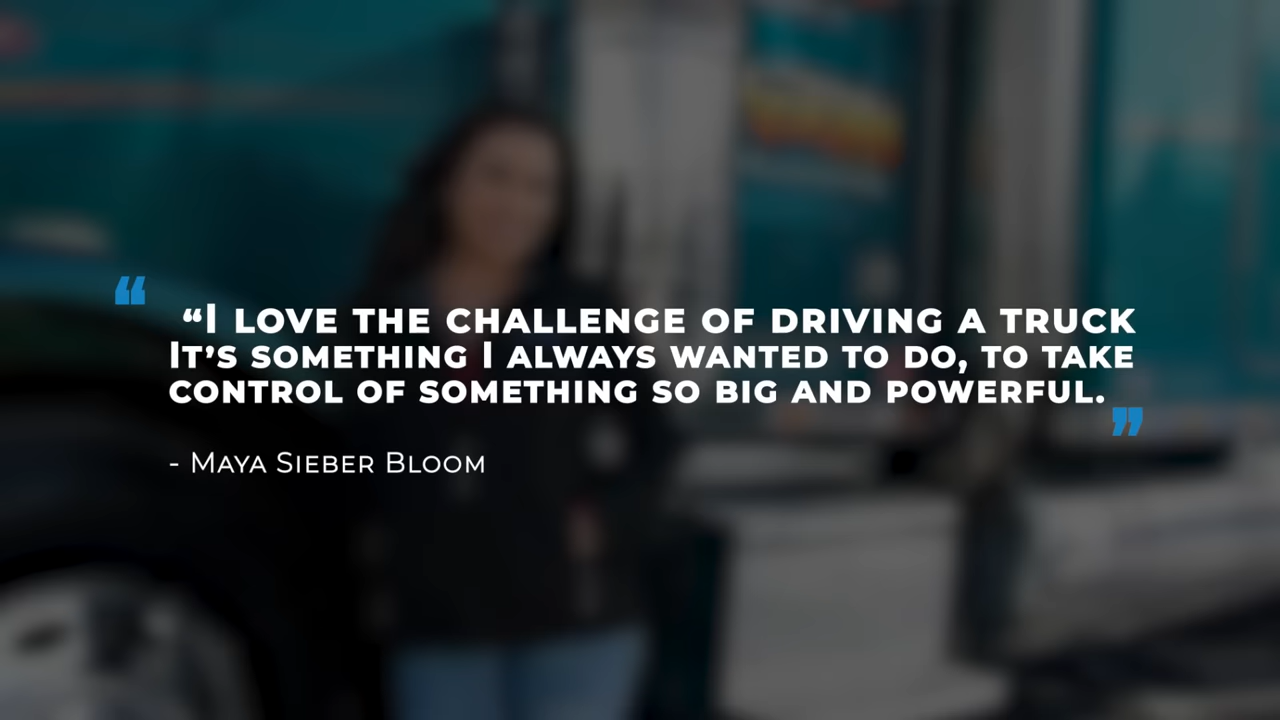 “
“I LOVE THE CHALLENGE OF DRIVING A TRUCK
IT’S SOMETHING I ALWAYS WANTED TO DO, TO TAKE
CONTROL OF SOMETHING SO BIG AND POWERFUL.
”
- MAYA SIEBER BLOOM